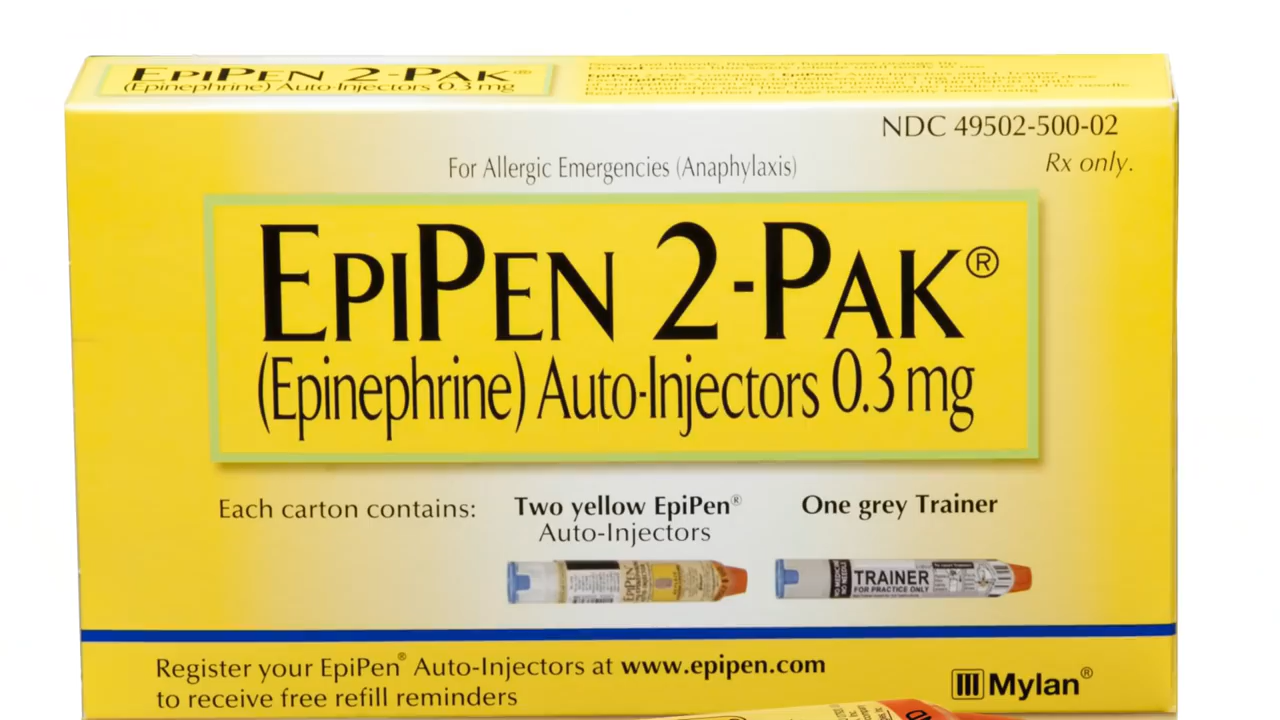 EPIPEN 2-PAK®
(Epinephrine) Auto-Injectors 0.3 mg
NDC 49502-500-02
For Allergic Emergencies (Anaphylaxis)
Rx only.
EPIPEN 2-PAK®
(Epinephrine) Auto-Injectors 0.3 mg
Each carton contains:
Two yellow EpiPen®
Auto-Injectors
One grey Trainer
EPIPEN
NO NEEDLE
TRAINER
FOR PRACTICE ONLY
Register your EpiPen® Auto-Injectors at www.epipen.com
to receive free refill reminders
Mylan®